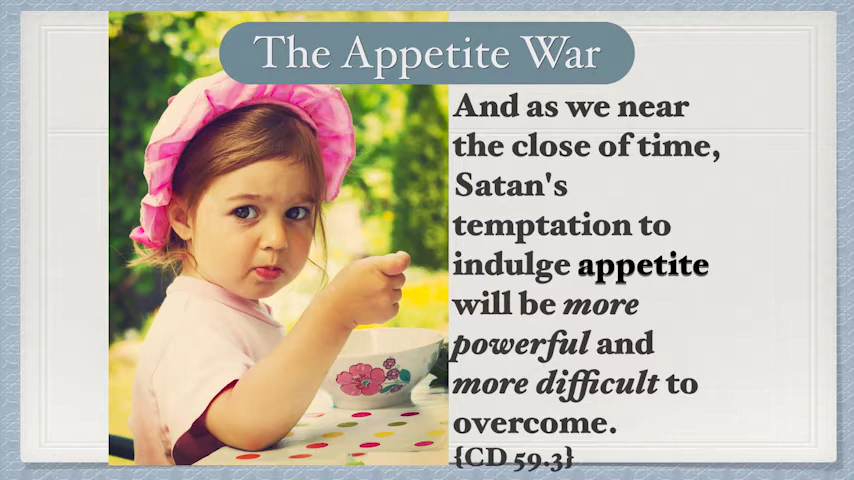 The Appetite War
And as we near
the close of time,
Satan's
temptation to
indulge appetite
will be more
powerful and
more difficult to
overcome.
{CD 59.3}